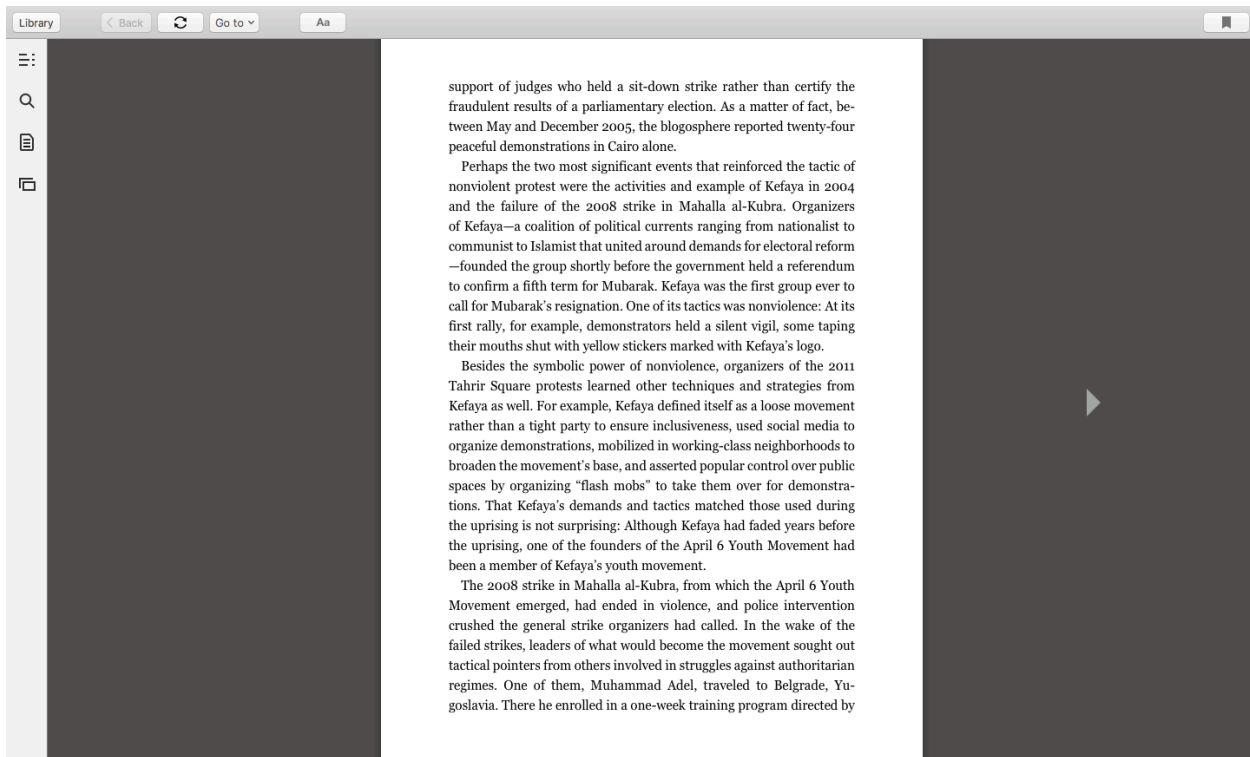 Library
Back
Go to
Aa
support of judges who held a sit-down strike rather than certify the
fraudulent results of a parliamentary election. As a matter of fact, be-
tween May and December 2005, the blogosphere reported twenty-four
peaceful demonstrations in Cairo alone.
Perhaps the two most significant events that reinforced the tactic of
nonviolent protest were the activities and example of Kefaya in 2004
and the failure of the 2008 strike in Mahalla al-Kubra. Organizers
of Kefaya—a coalition of political currents ranging from nationalist to
communist to Islamist that united around demands for electoral reform
—founded the group shortly before the government held a referendum
to confirm a fifth term for Mubarak. Kefaya was the first group ever to
call for Mubarak’s resignation. One of its tactics was nonviolence: At its
first rally, for example, demonstrators held a silent vigil, some taping
their mouths shut with yellow stickers marked with Kefaya’s logo.
Besides the symbolic power of nonviolence, organizers of the 2011
Tahrir Square protests learned other techniques and strategies from
Kefaya as well. For example, Kefaya defined itself as a loose movement
rather than a tight party to ensure inclusiveness, used social media to
organize demonstrations, mobilized in working-class neighborhoods to
broaden the movement’s base, and asserted popular control over public
spaces by organizing “flash mobs” to take them over for demonstra-
tions. That Kefaya’s demands and tactics matched those used during
the uprising is not surprising: Although Kefaya had faded years before
the uprising, one of the founders of the April 6 Youth Movement had
been a member of Kefaya’s youth movement.
The 2008 strike in Mahalla al-Kubra, from which the April 6 Youth
Movement emerged, had ended in violence, and police intervention
crushed the general strike organizers had called. In the wake of the
failed strikes, leaders of what would become the movement sought out
tactical pointers from others involved in struggles against authoritarian
regimes. One of them, Muhammad Adel, traveled to Belgrade, Yu-
goslavia. There he enrolled in a one-week training program directed by